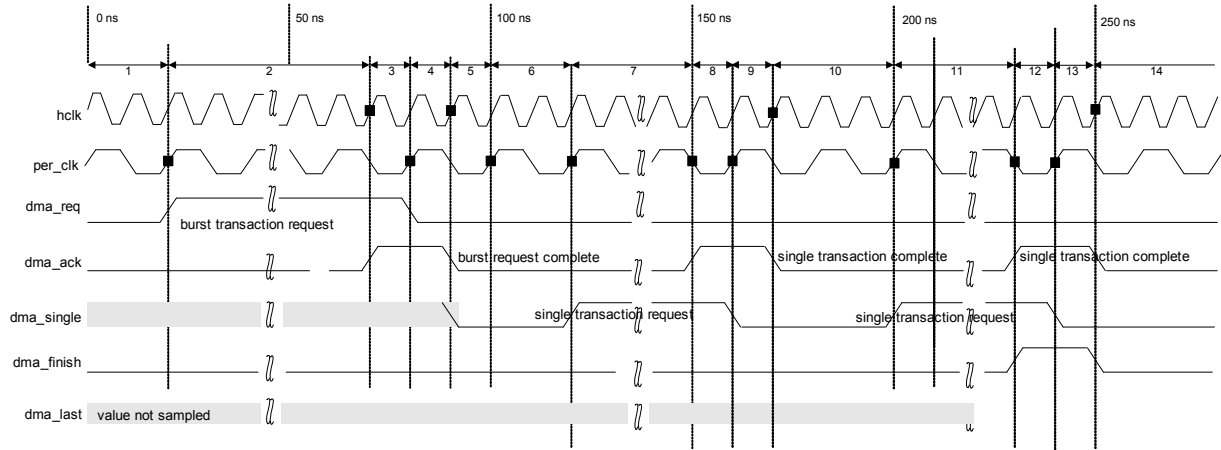 0 ns 50 ns 100 ns 150 ns 200 ns 250 ns
1 2 3 4 5 6 7 8 9 10 11 12 13 14
hclk
per_clk
dma_req
burst transaction request
dma_ack burst request complete single transaction complete single transaction complete
dma_single single transaction request single transaction request
dma_finish
dma_last value not sampled